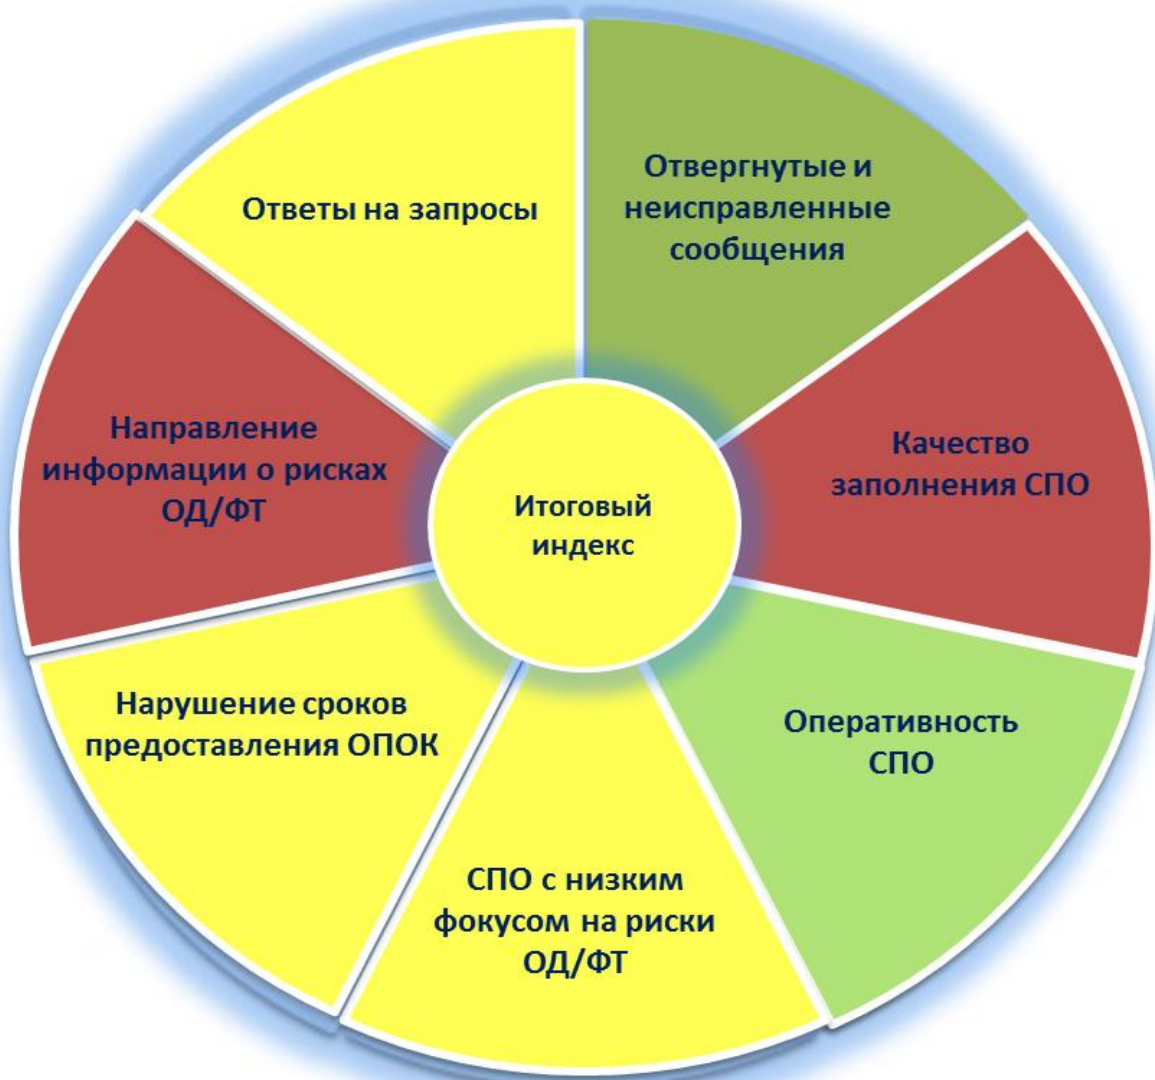 Отвергнутые и
неисправленные
сообщения
Качество
заполнения СПО
Оперативность
СПО
СПО с низким
фокусом на риски
ОД/ФТ
Нарушение сроков
предоставления ОПОК
Направление
информации о рисках
ОД/ФТ
Ответы на запросы
Итоговый
индекс